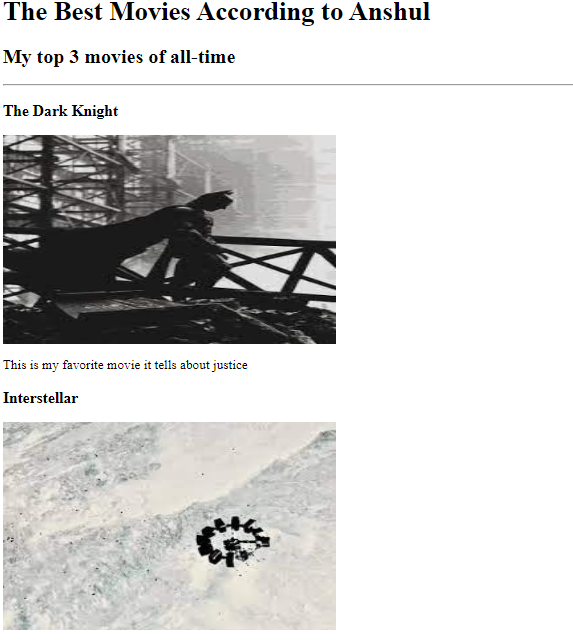 The Best Movies According to Anshul
My top 3 movies of all-time
The Dark Knight
This is my favorite movie it tells about justice
Interstellar